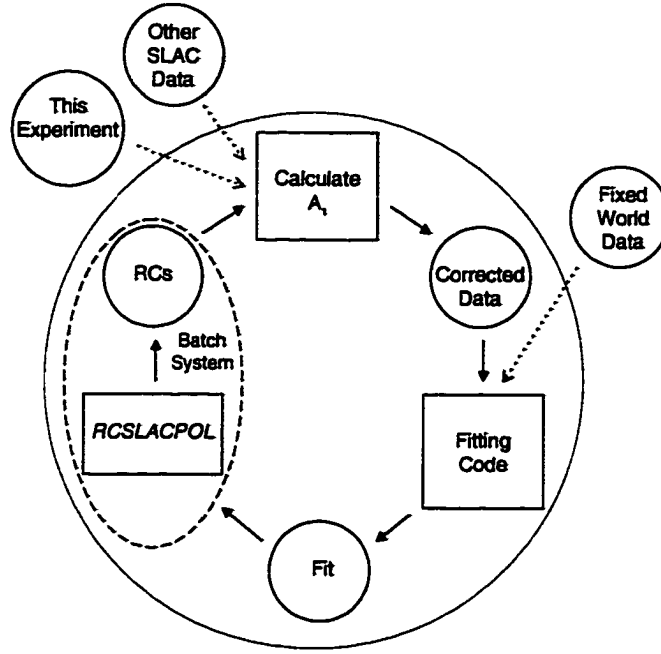 Other
SLAC
Data
This
Experiment
Calculate
A₁
Fixed
World
Data
RCs
Corrected
Data
Batch
System
RCSLACPOL
Fitting
Code
Fit